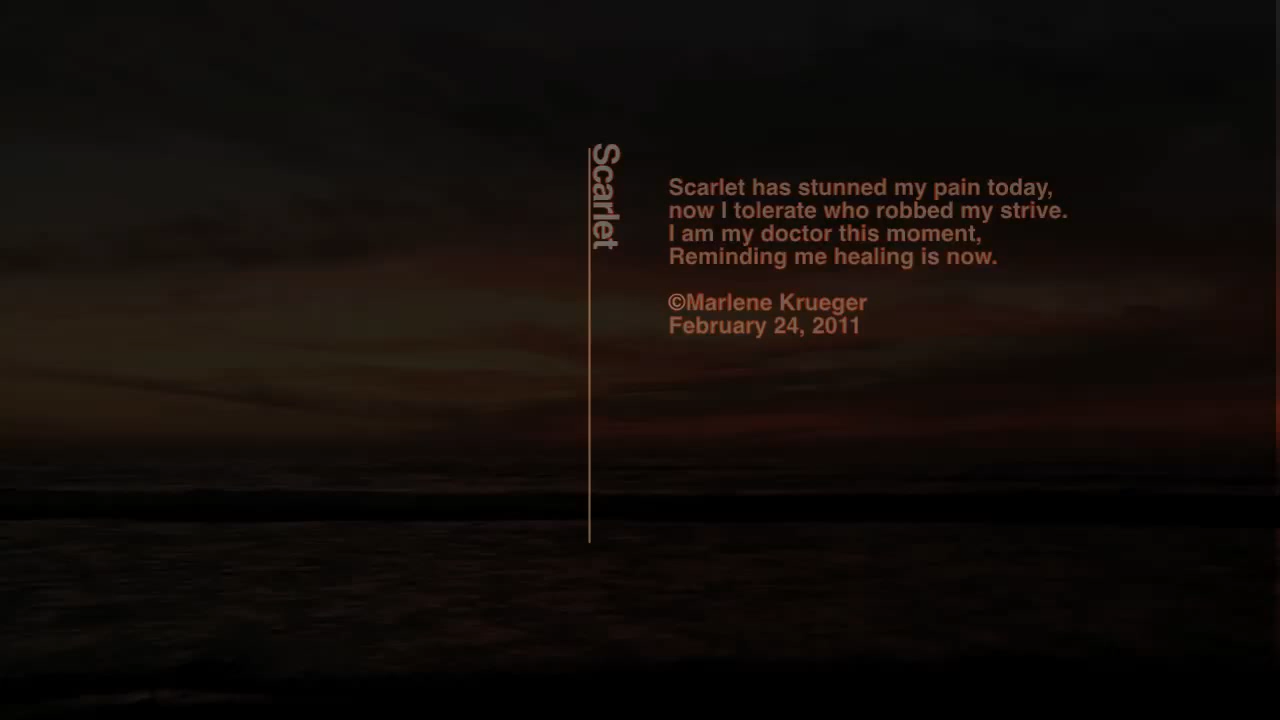 Scarlet
Scarlet has stunned my pain today,
now I tolerate who robbed my strive.
I am my doctor this moment,
Reminding me healing is now.
©Marlene Krueger
February 24, 2011